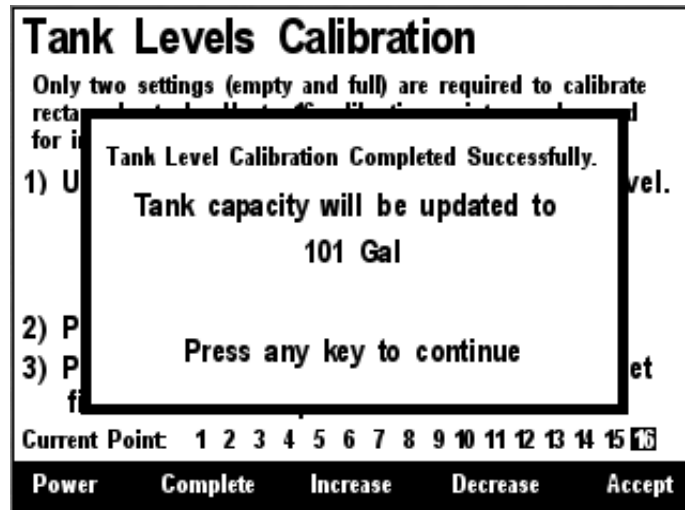 Tank Levels Calibration
Only two settings (empty and full) are required to calibrate
for
Tank Level Calibration Completed Successfully.
1) vel.
Tank capacity will be updated to
101 Gal
2) P
Press any key to continue
3) P et
Current Point: 1 2 3 4 5 6 7 8 9 10 11 12 13 14 15 16
Power Complete Increase Decrease Accept